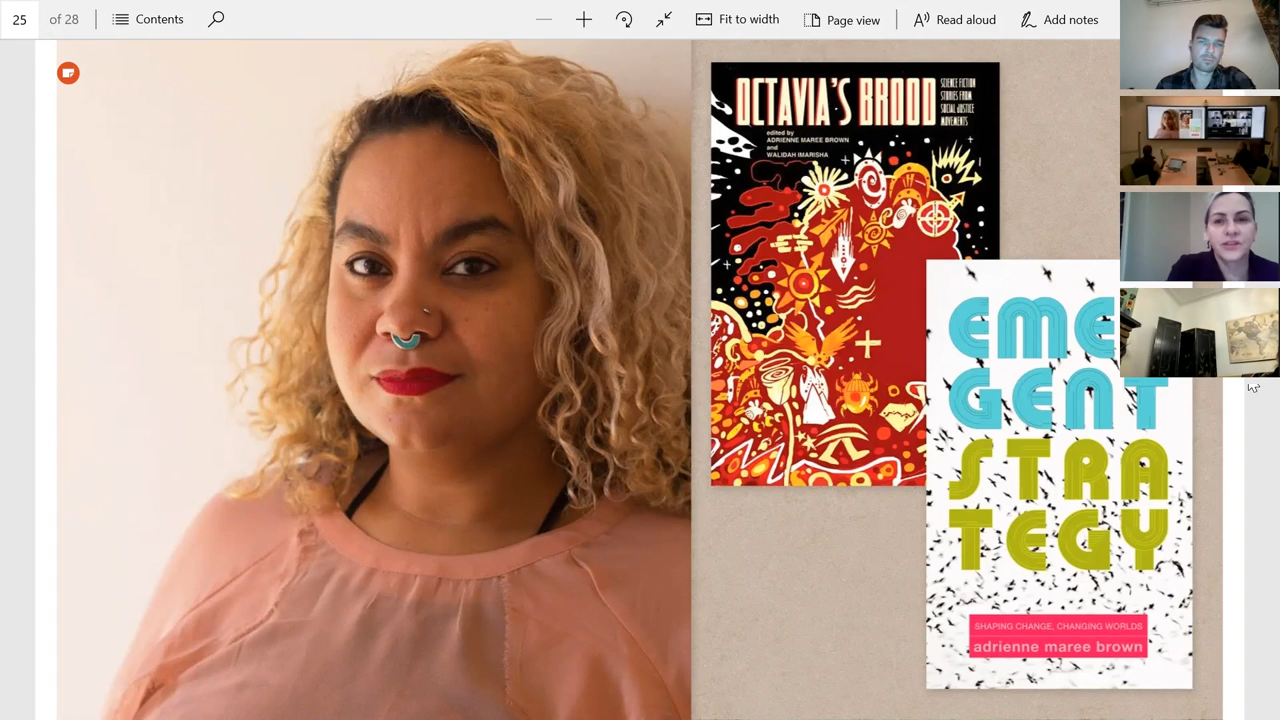 25 of 28 Contents Fit to width Page view Read aloud Add notes
OCTAVIA'S BROOD
SCIENCE FICTION
STORIES FROM
SOCIAL JUSTICE
MOVEMENTS
edited by
ADRIENNE MAREE BROWN
and
WALIDAH IMARISHA
EME
GENT
STRA
TEGY
SHAPING CHANGE, CHANGING WORLDS
adrienne maree brown